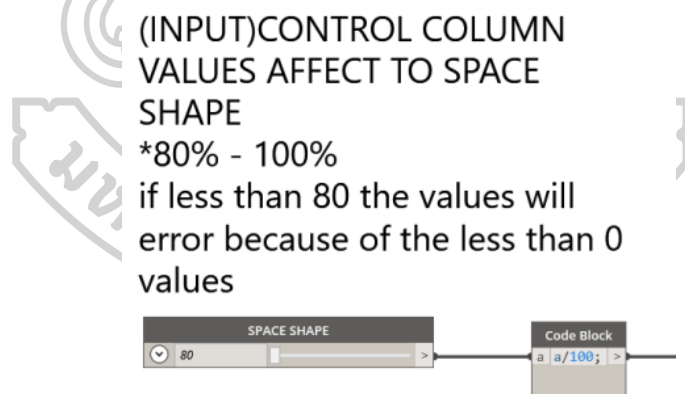 (INPUT)CONTROL COLUMN
VALUES AFFECT TO SPACE
SHAPE
*80% - 100%
if less than 80 the values will
error because of the less than 0
values
SPACE SHAPE
80 >
Code Block
a a/100; >